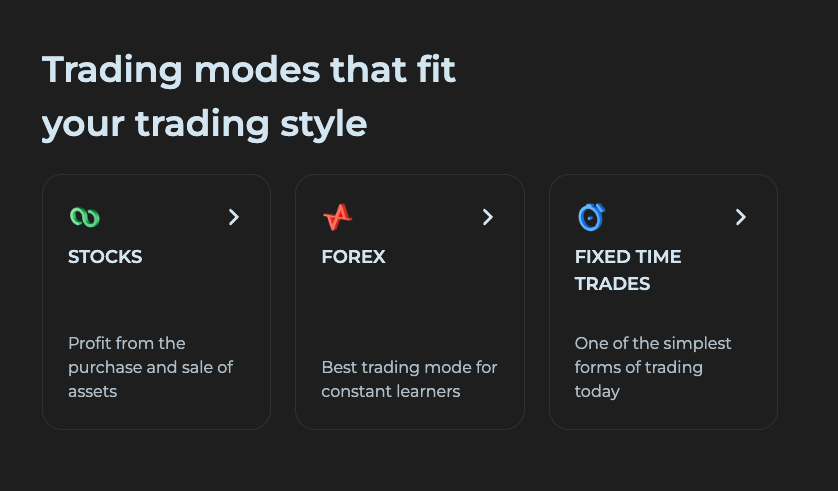 Trading modes that fit
your trading style
STOCKS
Profit from the
purchase and sale of
assets
FOREX
Best trading mode for
constant learners
FIXED TIME
TRADES
One of the simplest
forms of trading
today